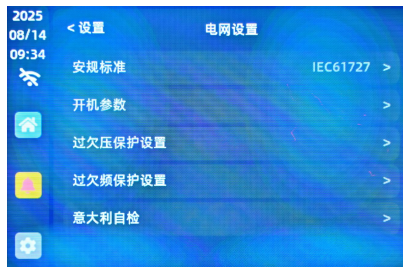 2025
08/14
09:34
< 设置
电网设置
安规标准 IEC61727 >
开机参数 >
过欠压保护设置 >
过欠频保护设置 >
意大利自检 >